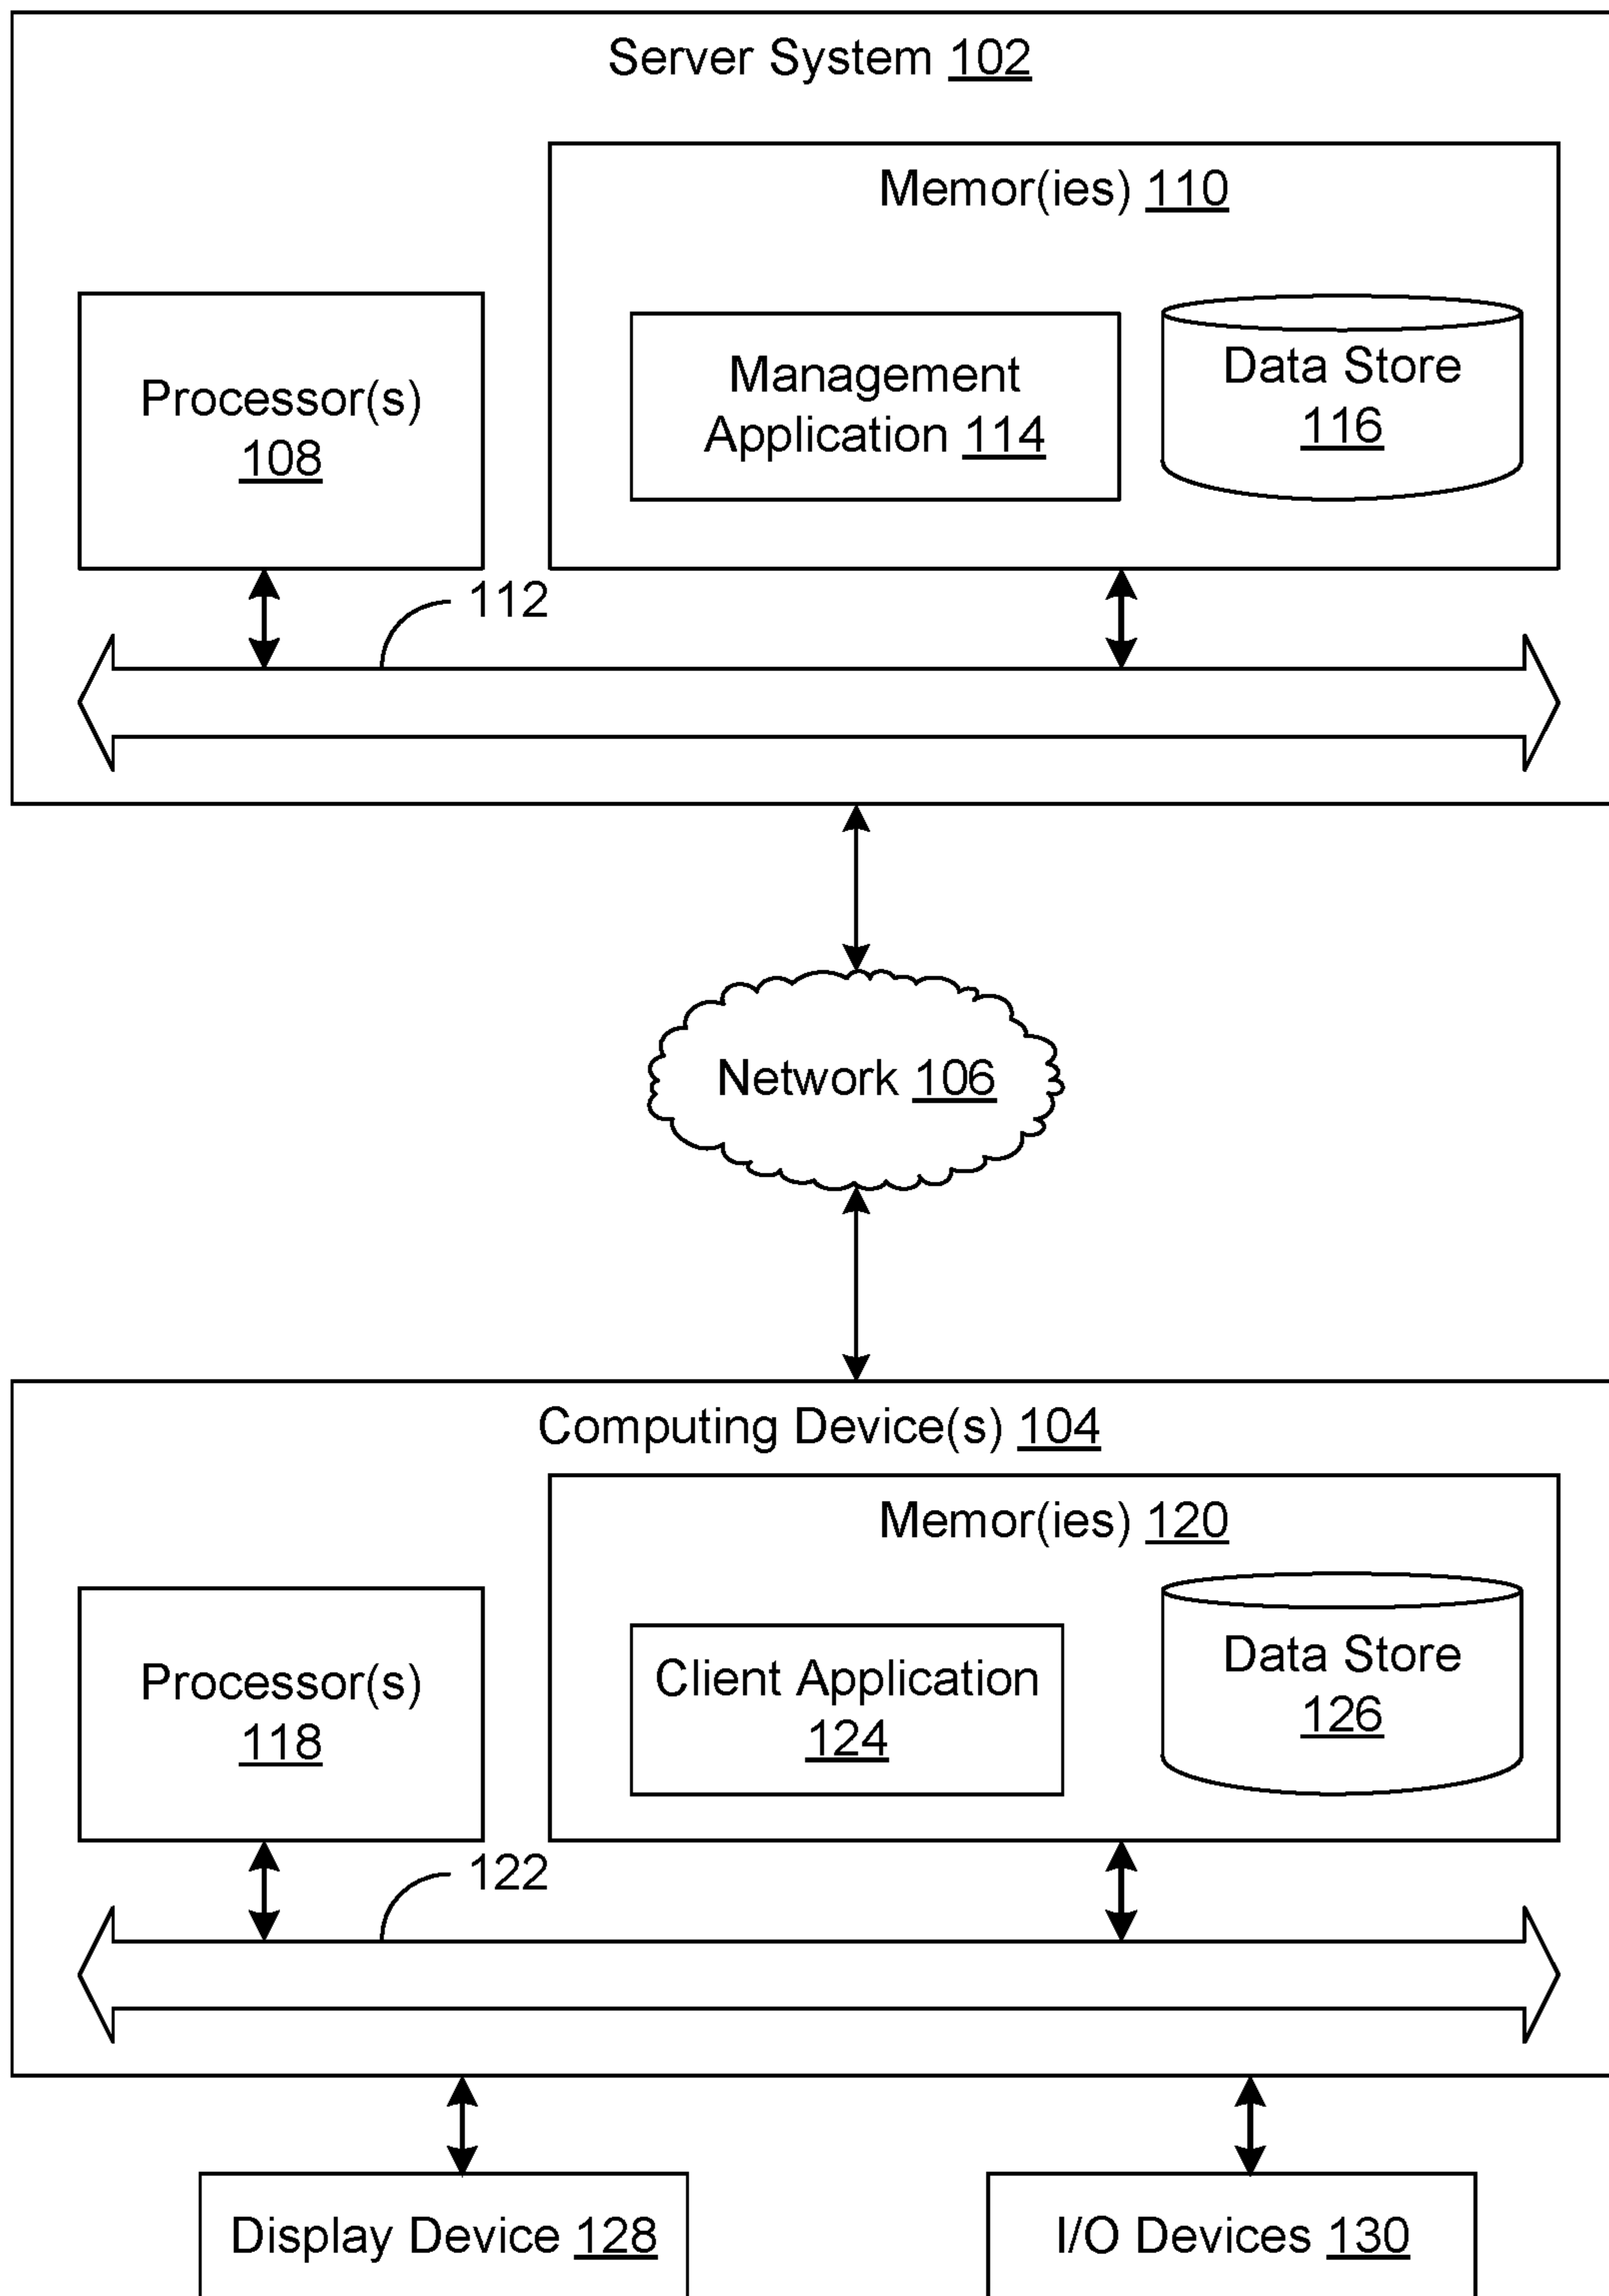 Server System 102
Memor(ies) 110
Processor(s)
108
Management
Application 114
Data Store
116
112
Network 106
Computing Device(s) 104
Memor(ies) 120
Processor(s)
118
Client Application
124
Data Store
126
122
Display Device 128
I/O Devices 130